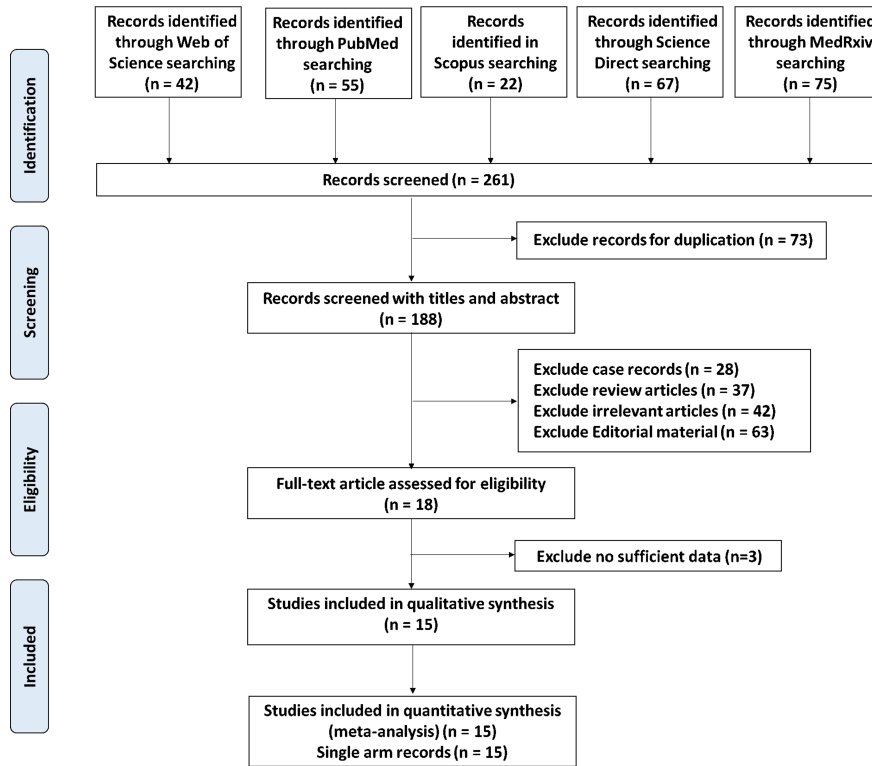 Records identified
through Web of
Science searching
(n = 42)
Records identified
through PubMed
searching
(n = 55)
Records
identified in
Scopus searching
(n = 22)
Records identified
through Science
Direct searching
(n = 67)
Records identified
through MedRxiv
searching
(n = 75)
Identification
Records screened (n = 261)
Exclude records for duplication (n = 73)
Screening
Records screened with titles and abstract
(n = 188)
Exclude case records (n = 28)
Exclude review articles (n = 37)
Exclude irrelevant articles (n = 42)
Exclude Editorial material (n = 63)
Eligibility
Full-text article assessed for eligibility
(n = 18)
Exclude no sufficient data (n=3)
Included
Studies included in qualitative synthesis
(n = 15)
Studies included in quantitative synthesis
(meta-analysis) (n = 15)
Single arm records (n = 15)